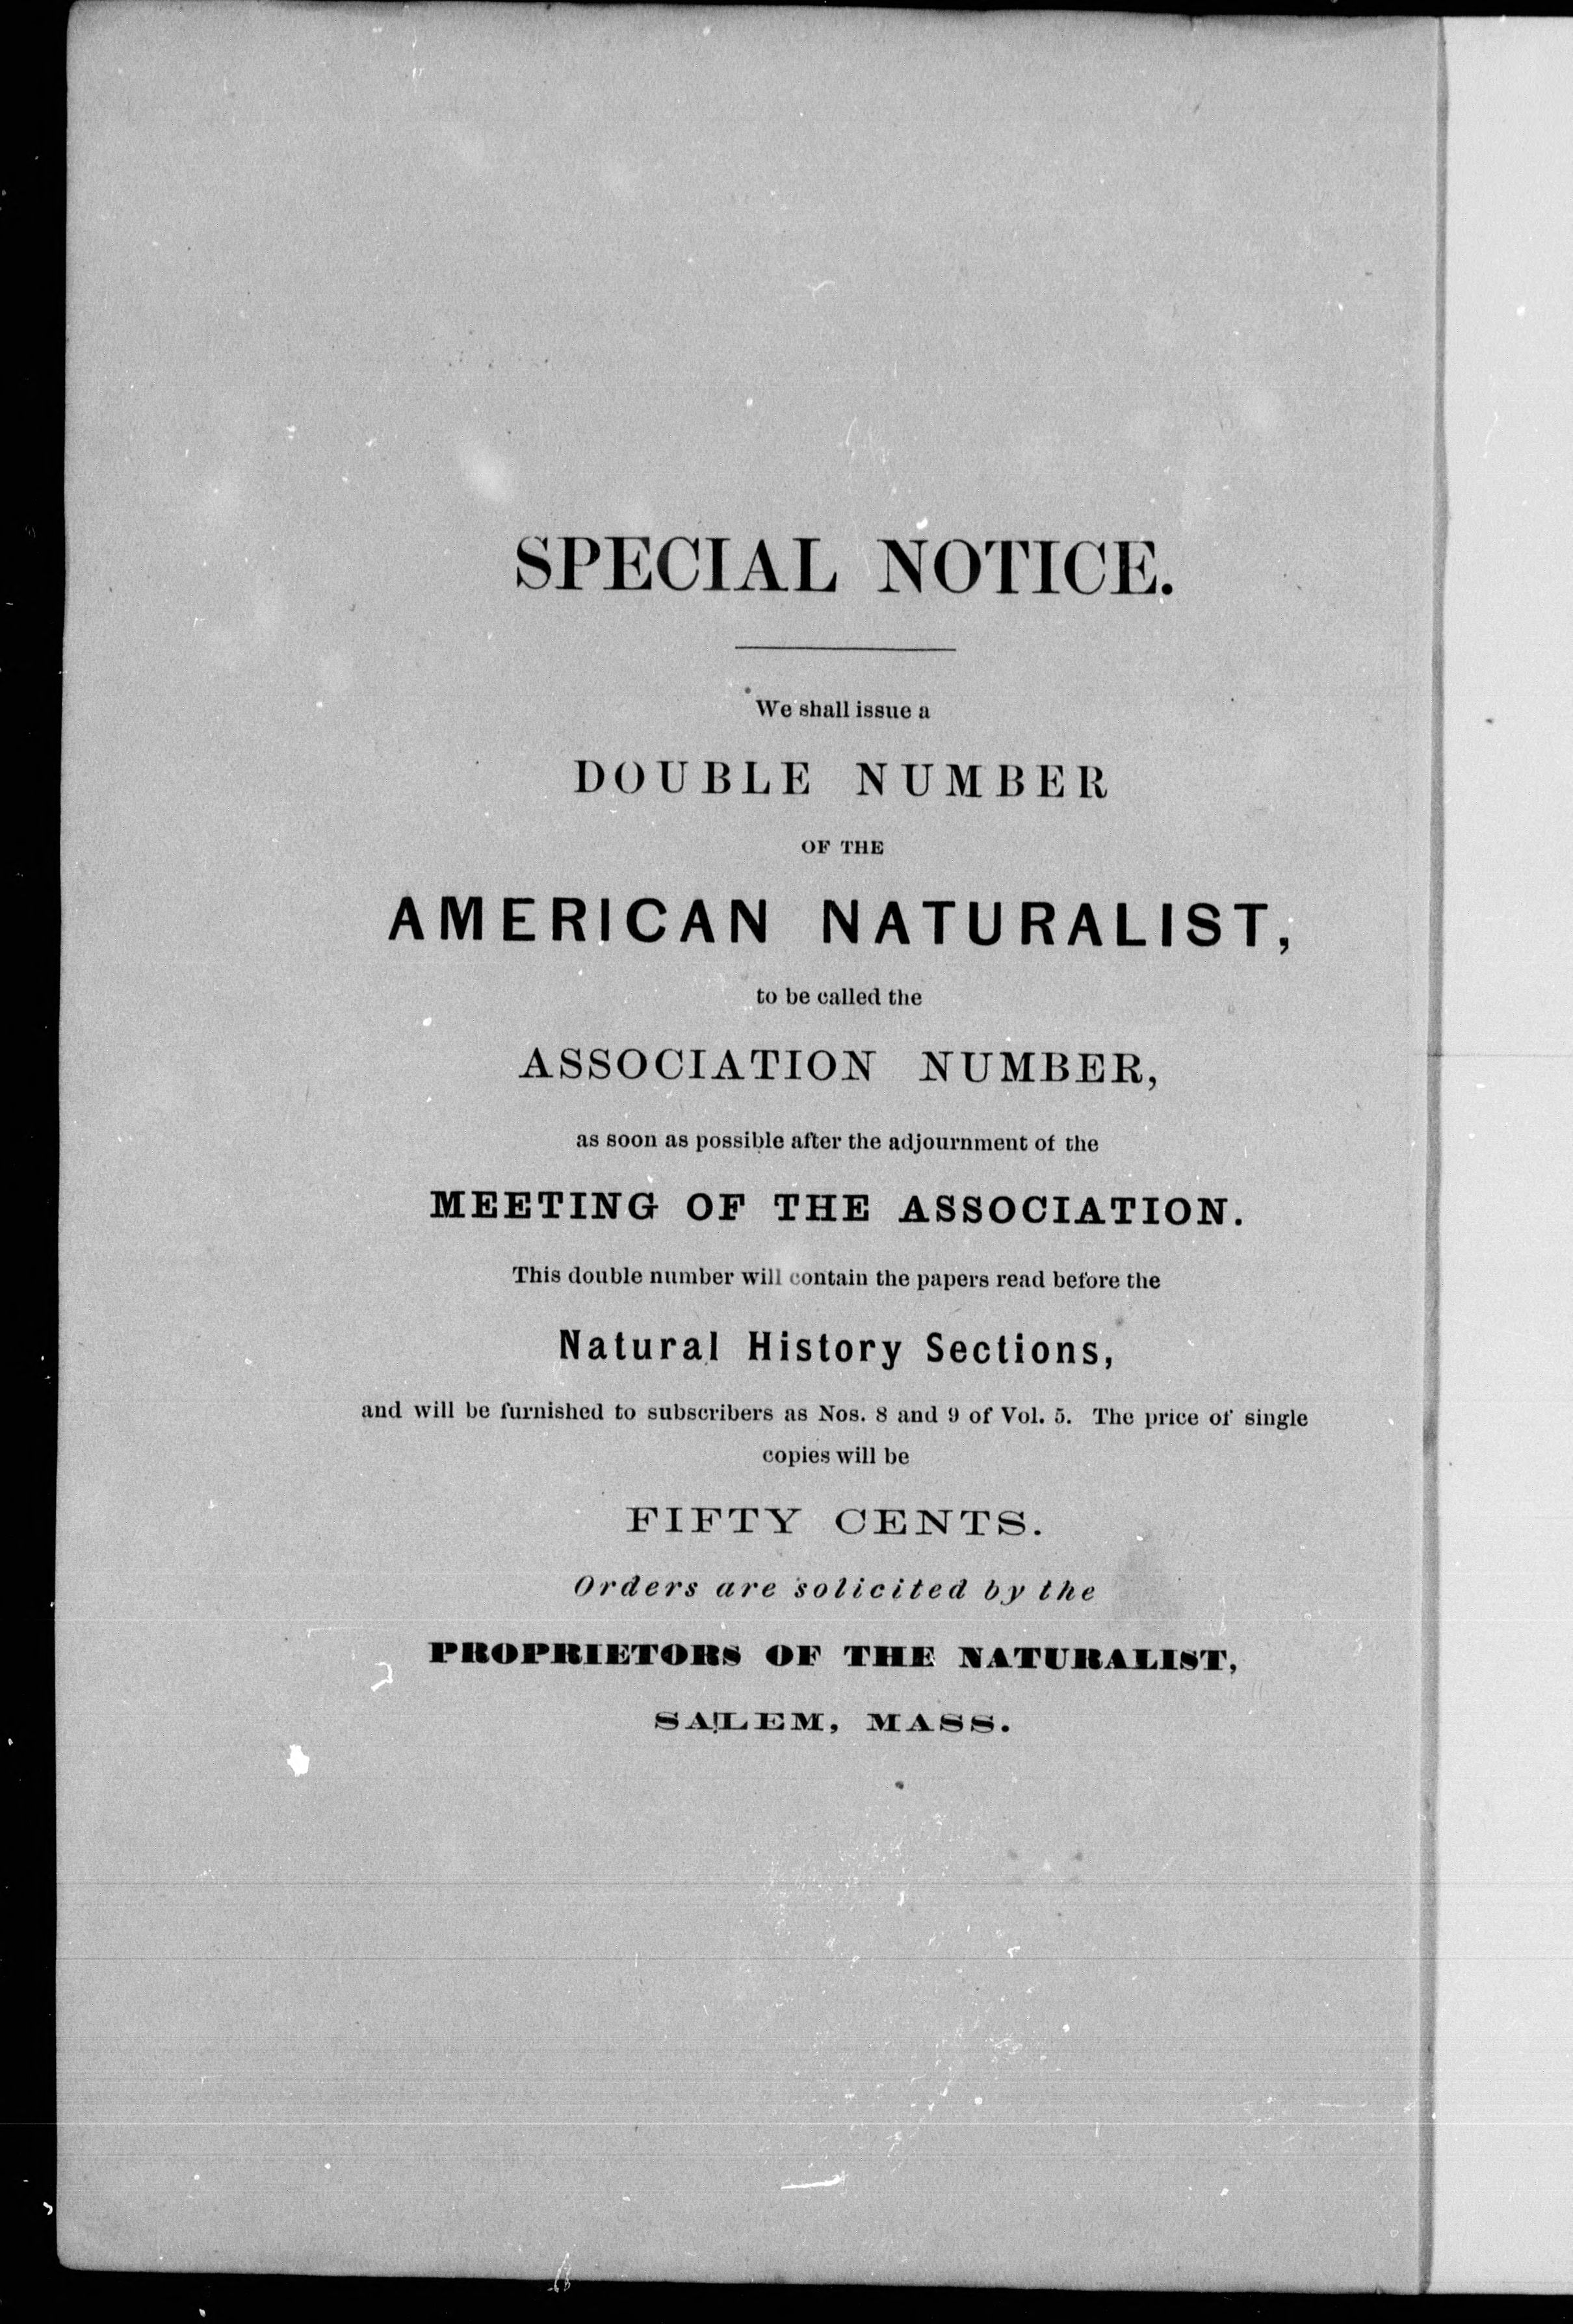 SPECIAL NOTICE.
We shall issue a
DOUBLE NUMBER
OF THE
AMERICAN NATURALIST,
to be called the
ASSOCIATION NUMBER,
as soon as possible after the adjournment of the
MEETING OF THE ASSOCIATION.
This double number will contain the papers read before the
Natural History Sections,
and will be furnished to subscribers as Nos. 8 and 9 of Vol. 5. The price of single
copies will be
FIFTY CENTS.
Orders are solicited by the
PROPRIETORS OF THE NATURALIST,
SALEM, MASS.